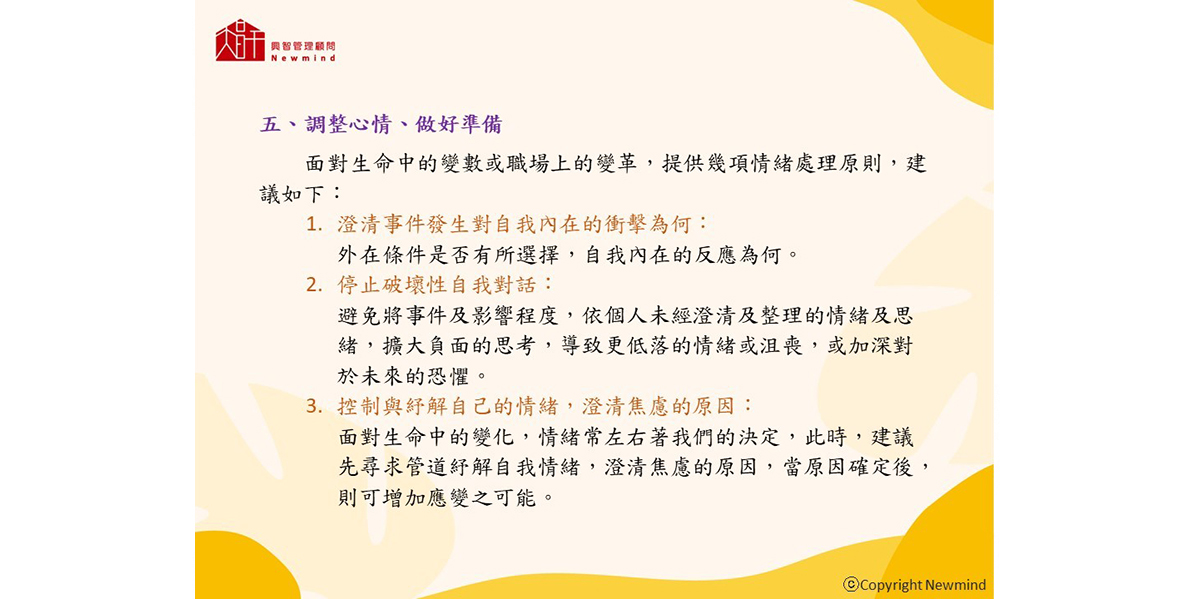 興智管理顧問
Newmind
五、調整心情、做好準備
面對生命中的變數或職場上的變革，提供幾項情緒處理原則，建
議如下：
1. 澄清事件發生對自我內在的衝擊為何：
外在條件是否有所選擇，自我內在的反應為何。
2. 停止破壞性自我對話：
避免將事件及影響程度，依個人未經澄清及整理的情緒及思
緒，擴大負面的思考，導致更低落的情緒或沮喪，或加深對
於未來的恐懼。
3. 控制與紓解自己的情緒，澄清焦慮的原因：
面對生命中的變化，情緒常左右著我們的決定，此時，建議
先尋求管道紓解自我情緒，澄清焦慮的原因，當原因確定後，
則可增加應變之可能。
©Copyright Newmind